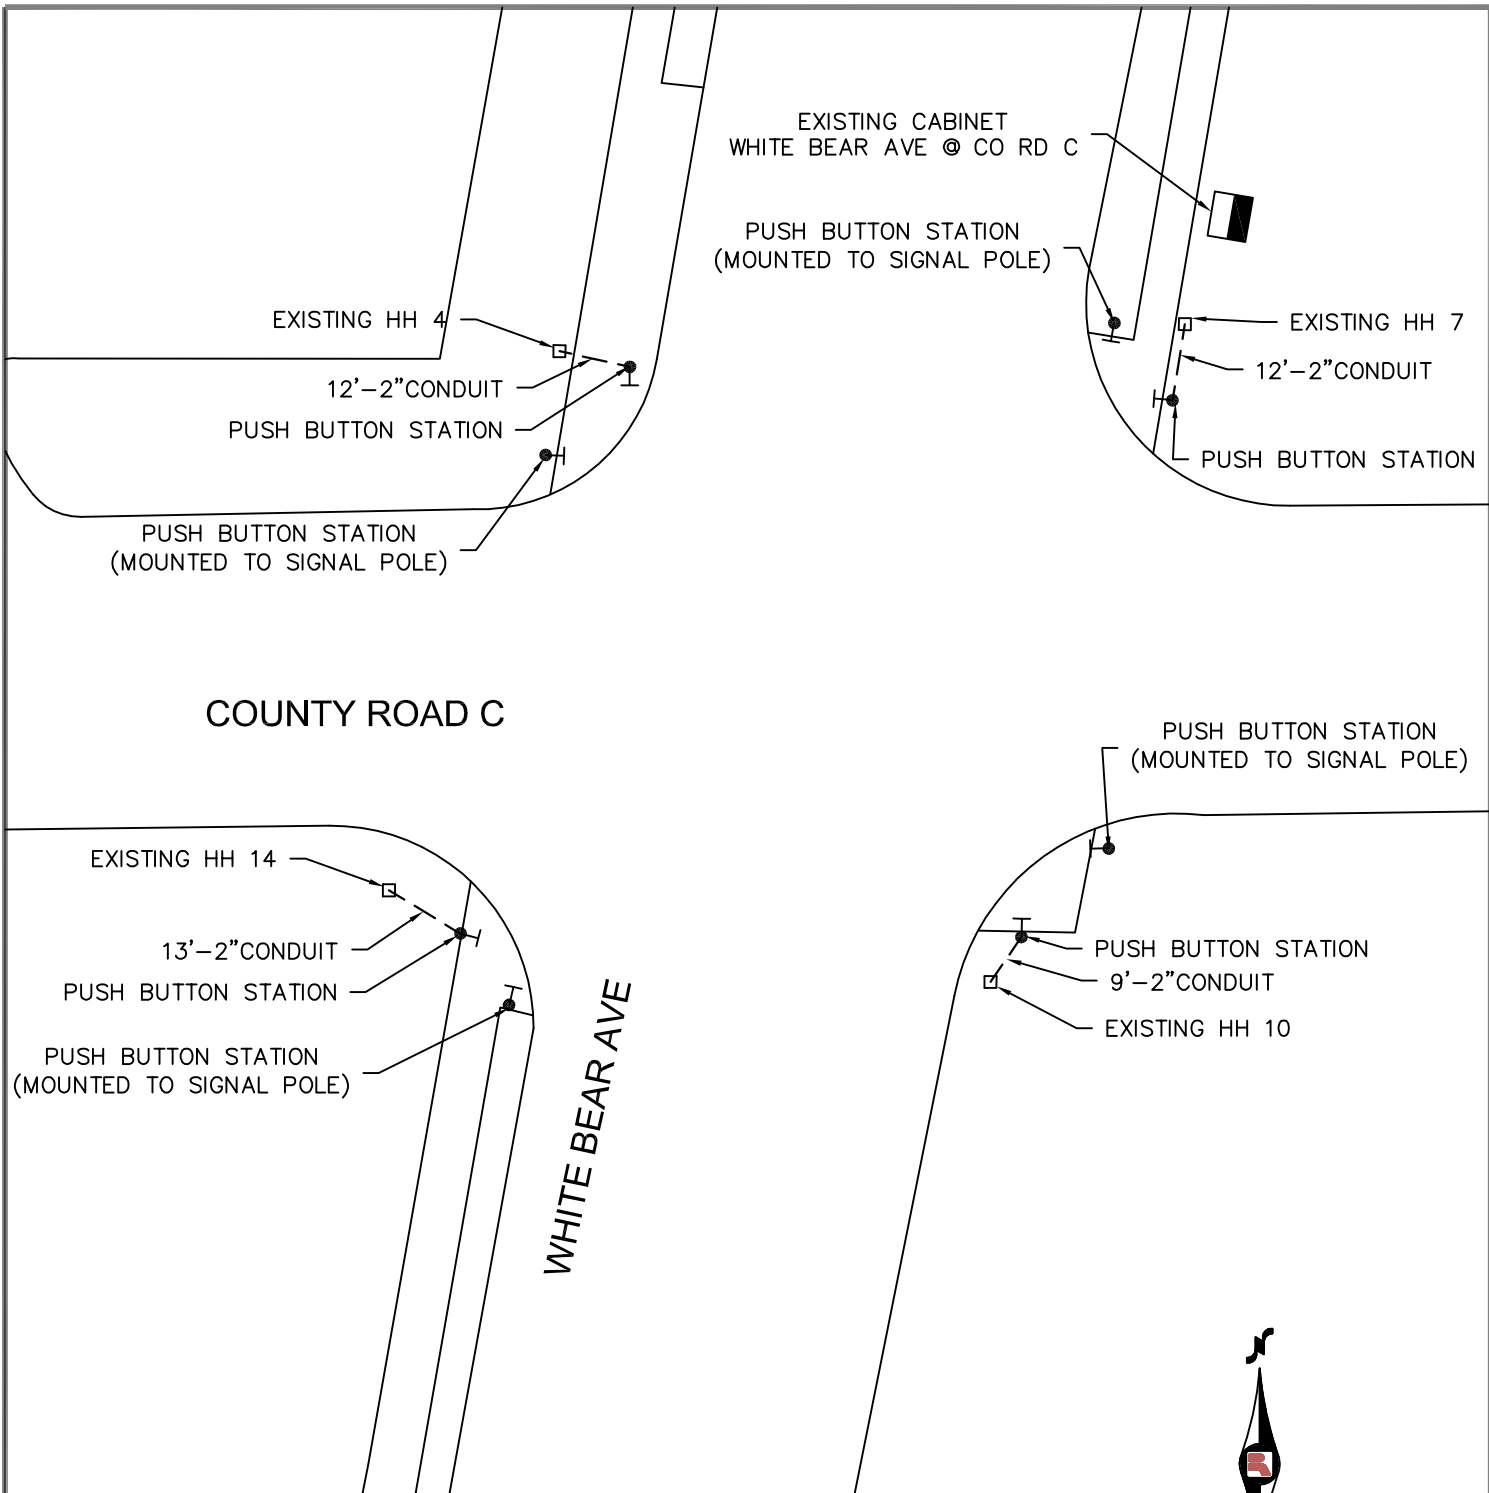 EXISTING CABINET
WHITE BEAR AVE @ CO RD C
PUSH BUTTON STATION
(MOUNTED TO SIGNAL POLE)
EXISTING HH 4
12'-2"CONDUIT
PUSH BUTTON STATION
PUSH BUTTON STATION
(MOUNTED TO SIGNAL POLE)
EXISTING HH 7
12'-2"CONDUIT
PUSH BUTTON STATION
COUNTY ROAD C
PUSH BUTTON STATION
(MOUNTED TO SIGNAL POLE)
EXISTING HH 14
13'-2"CONDUIT
PUSH BUTTON STATION
PUSH BUTTON STATION
(MOUNTED TO SIGNAL POLE)
PUSH BUTTON STATION
9'-2"CONDUIT
EXISTING HH 10
WHITE BEAR AVE
N